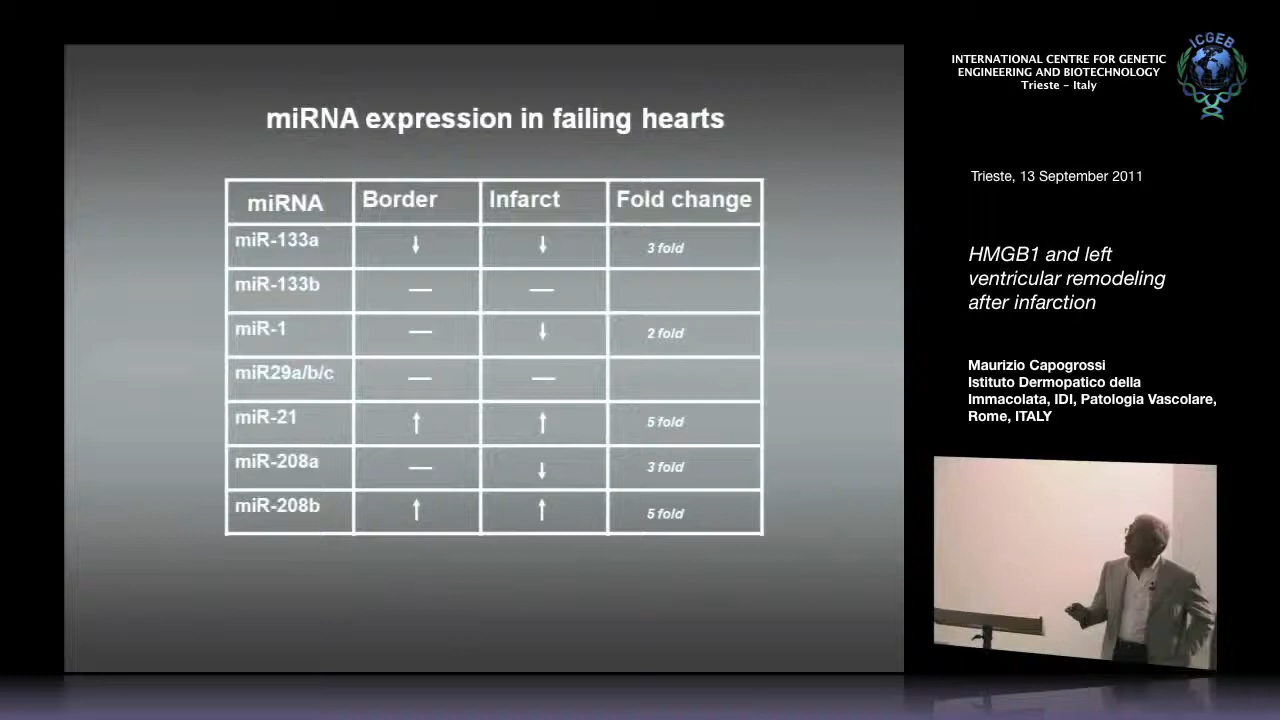 miRNA expression in failing hearts
miRNA Border Infarct Fold change
miR-133a ↓ ↓ 3 fold
miR-133b — —
miR-1 — ↓ 2 fold
miR29a/b/c — —
miR-21 ↑ ↑ 5 fold
miR-208a — ↓ 3 fold
miR-208b ↑ ↑ 5 fold
INTERNATIONAL CENTRE FOR GENETIC
ENGINEERING AND BIOTECHNOLOGY
Trieste - Italy
ICGEB
Trieste, 13 September 2011
HMGB1 and left
ventricular remodeling
after infarction
Maurizio Capogrossi
Istituto Dermopatico della
Immacolata, IDI, Patologia Vascolare,
Rome, ITALY